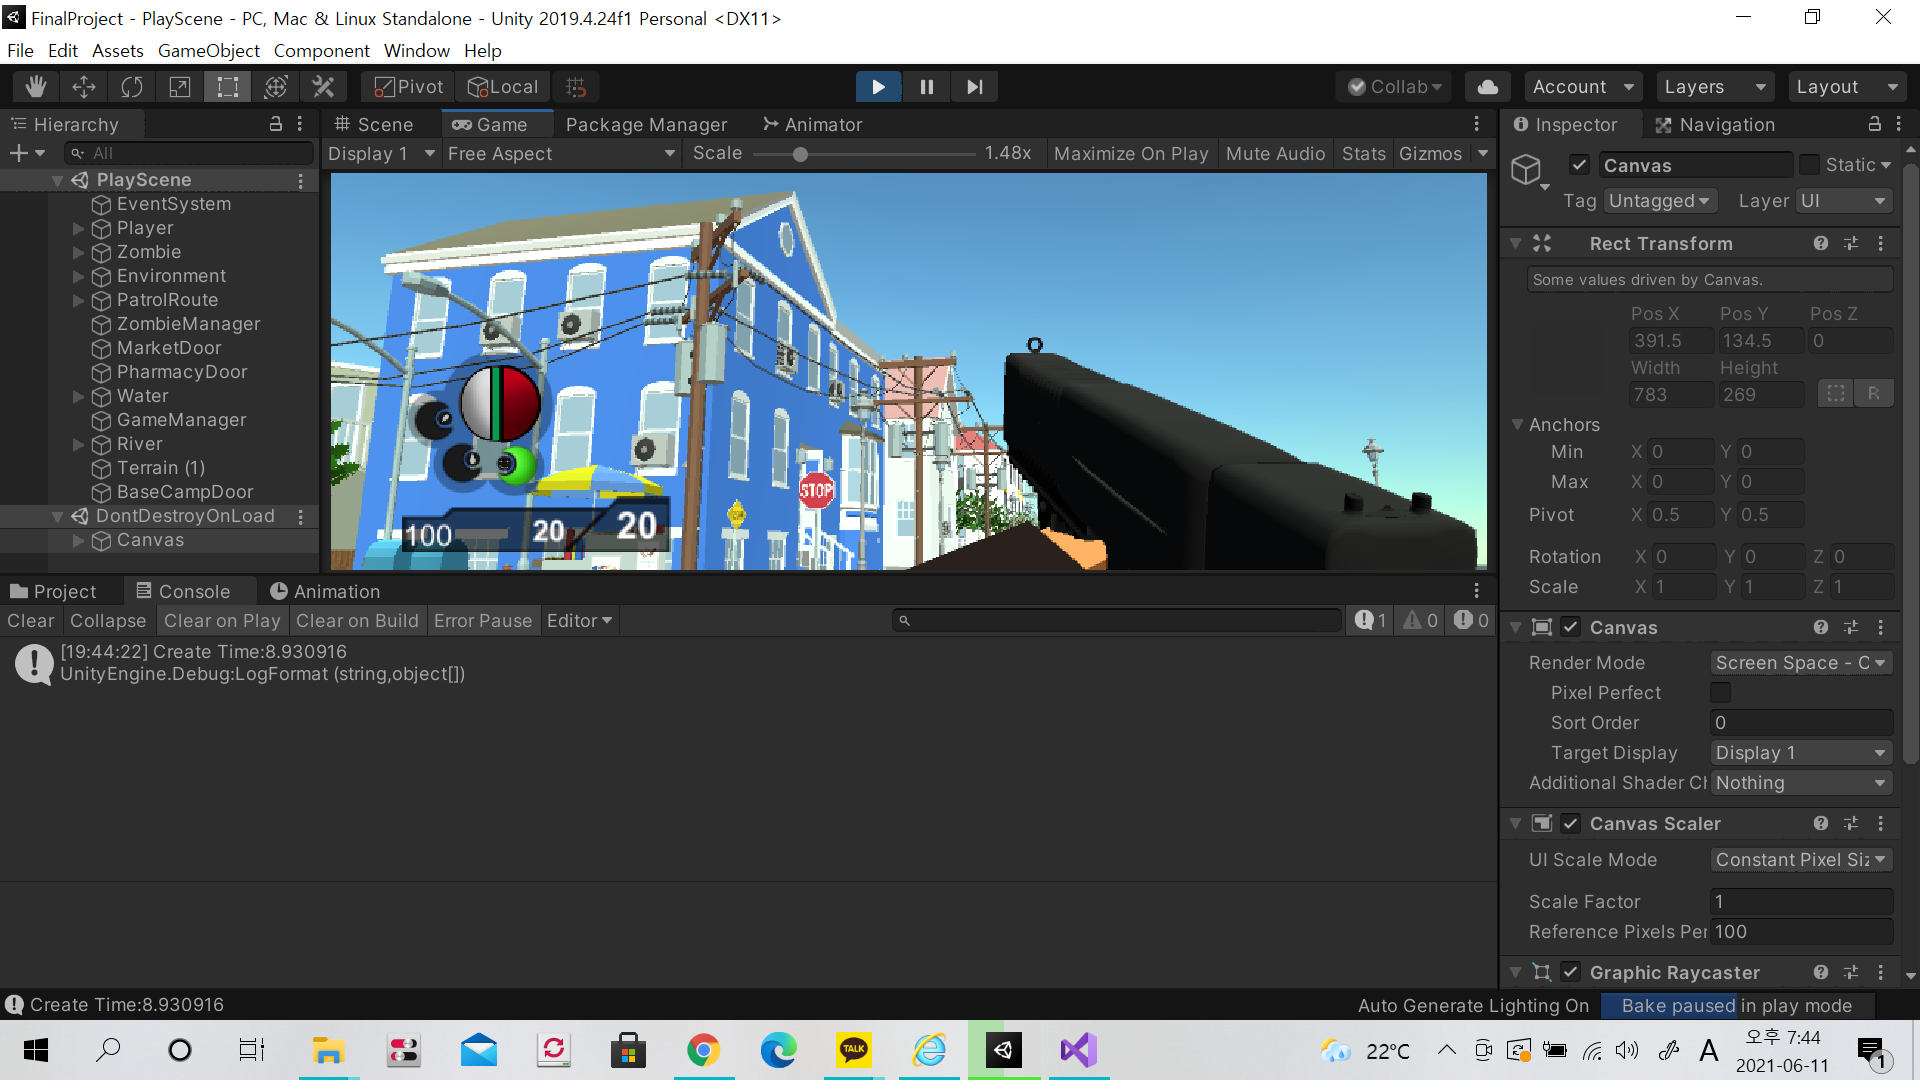 FinalProject - PlayScene - PC, Mac & Linux Standalone - Unity 2019.4.24f1 Personal <DX11>
File Edit Assets GameObject Component Window Help
Pivot Local Collab Account Layers Layout
Hierarchy
All
PlayScene
EventSystem
Player
Zombie
Environment
PatrolRoute
ZombieManager
MarketDoor
PharmacyDoor
Water
GameManager
River
Terrain (1)
BaseCampDoor
DontDestroyOnLoad
Canvas
Scene Game Package Manager Animator
Display 1 Free Aspect Scale 1.48x Maximize On Play Mute Audio Stats Gizmos
STOP
100 20 20
Project Console Animation
Clear Collapse Clear on Play Clear on Build Error Pause Editor 1 0 0
[19:44:22] Create Time:8.930916
UnityEngine.Debug:LogFormat (string,object[])
Inspector Navigation
Canvas Static
Tag Untagged Layer UI
Rect Transform
Some values driven by Canvas.
Pos X Pos Y Pos Z
391.5 134.5 0
Width Height
783 269 R
Anchors
Min X 0 Y 0
Max X 0 Y 0
Pivot X 0.5 Y 0.5
Rotation X 0 Y 0 Z 0
Scale X 1 Y 1 Z 1
Canvas
Render Mode Screen Space - O
Pixel Perfect
Sort Order 0
Target Display Display 1
Additional Shader Ch Nothing
Canvas Scaler
UI Scale Mode Constant Pixel Siz
Scale Factor 1
Reference Pixels Per 100
Graphic Raycaster
Create Time:8.930916
Auto Generate Lighting On Bake paused in play mode
TALK
22°C
A
오후 7:44
2021-06-11
1